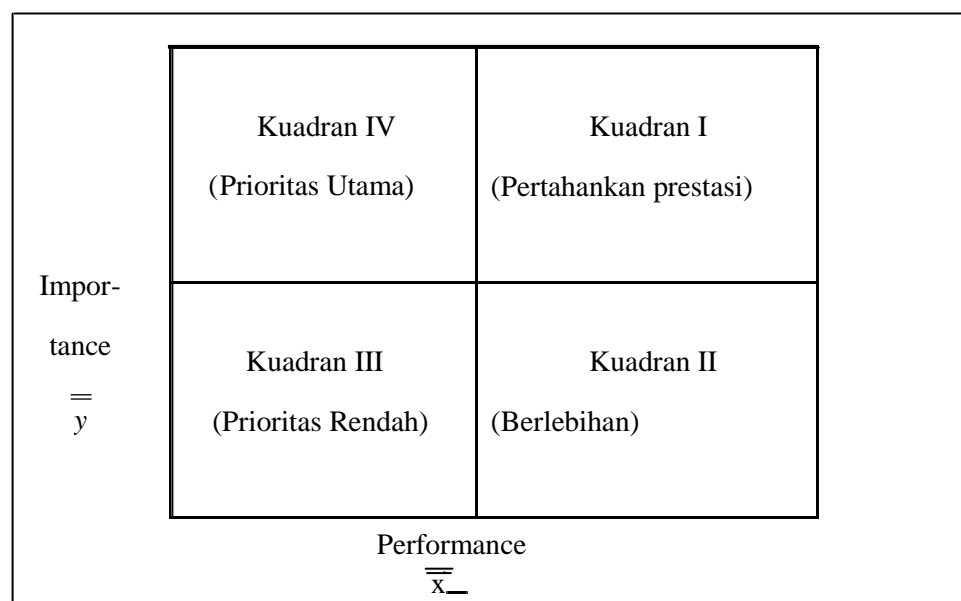 Kuadran IV
(Prioritas Utama)
Kuadran I
(Pertahankan prestasi)
Impor-
tance
y̿
Kuadran III
(Prioritas Rendah)
Kuadran II
(Berlebihan)
Performance
x̿